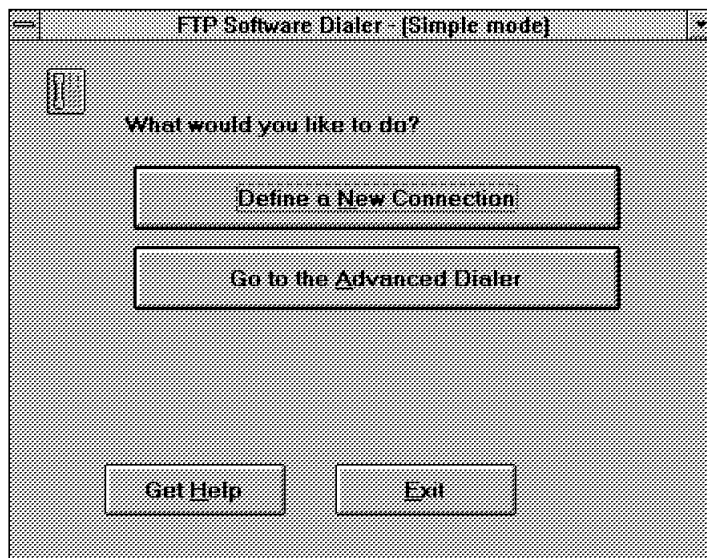 FTP Software Dialer - (Simple mode)
What would you like to do?
Define a New Connection
Go to the Advanced Dialer
Get Help
Exit